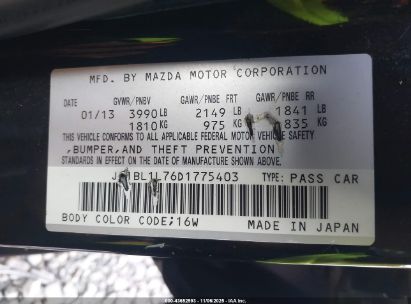 MFD. BY MAZDA MOTOR CORPORATION
DATE GVWR/PNBE GAWR/PNBE FRT GAWR/PNBE RR
01/13 3990 LB 2149 LB 1841 LB
1810 KG 975 KG 835 KG
THIS VEHICLE CONFORMS TO ALL APPLICABLE FEDERAL MOTOR VEHICLE
BUMPER, AND THEFT PREVENTION
STANDARDS IN EFFECT ON THE DATE OF MANUFACTURE SHOWN ABOVE.
TYPE: PASS CAR
BODY COLOR CODE;16W MADE IN JAPAN